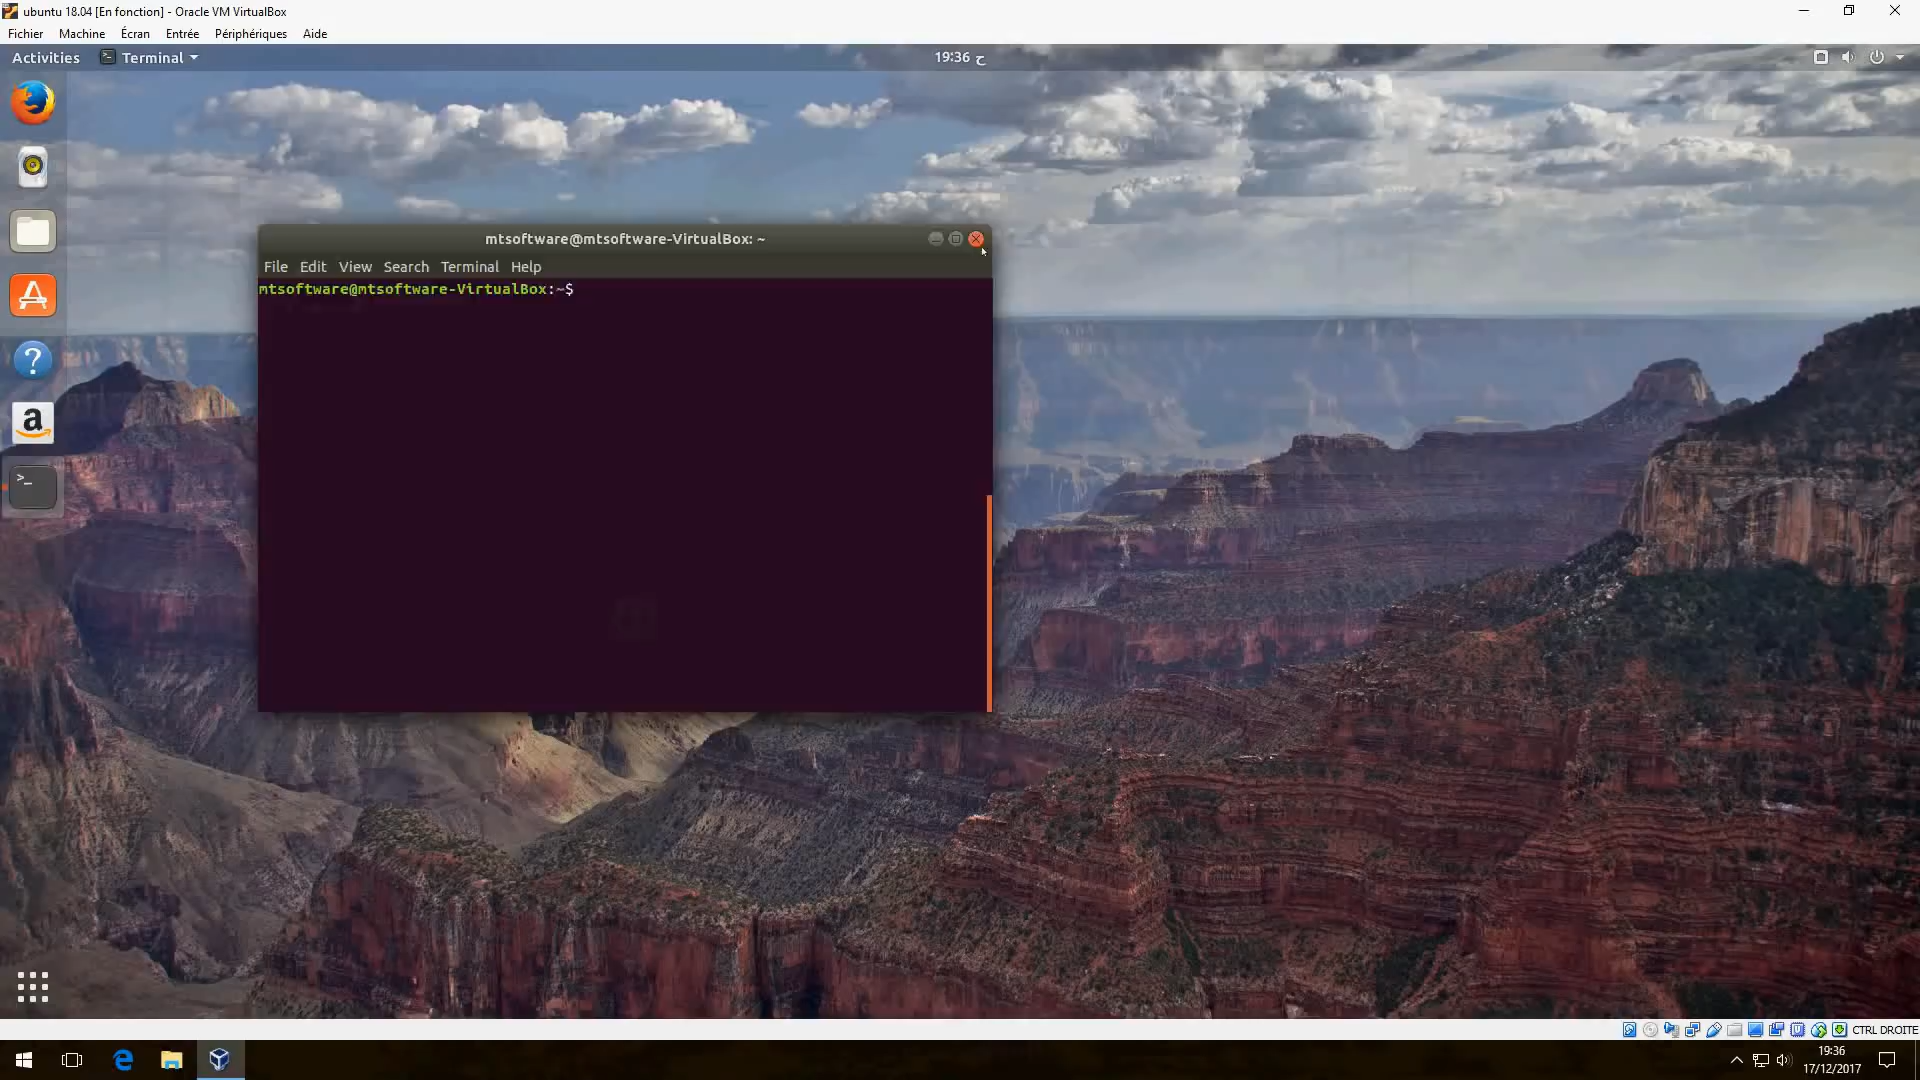 ubuntu 18.04 [En fonction] - Oracle VM VirtualBox
Fichier Machine Écran Entrée Périphériques Aide
Activities Terminal 19:36 ح
mtsoftware@mtsoftware-VirtualBox: ~
File Edit View Search Terminal Help
mtsoftware@mtsoftware-VirtualBox:~$
CTRL DROITE
19:36
17/12/2017